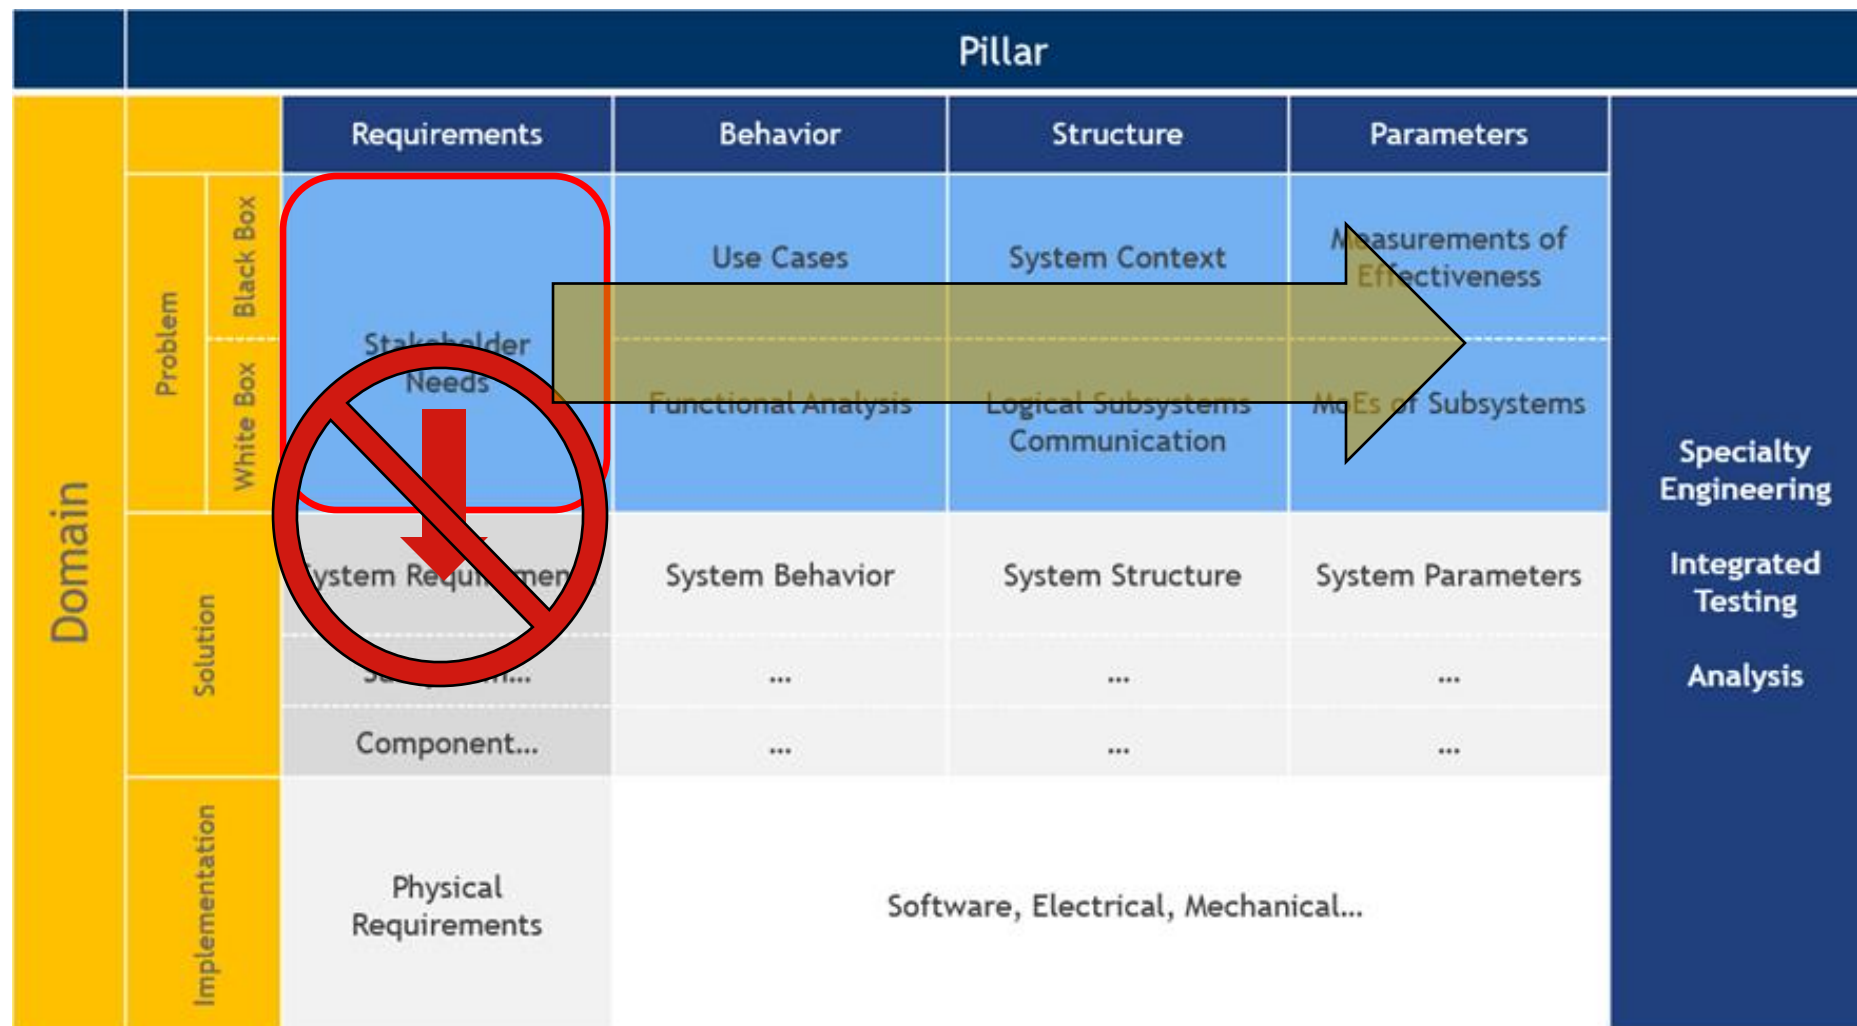 Pillar
Requirements
Behavior
Structure
Parameters
Domain
Problem
Black Box
White Box
Stakeholder
Needs
Use Cases
System Context
Measurements of
Effectiveness
Functional Analysis
Logical Subsystems
Communication
MoEs of Subsystems
Solution
System Requirements
System Behavior
System Structure
System Parameters
...
...
...
Component...
...
...
...
Implementation
Physical
Requirements
Software, Electrical, Mechanical...
Specialty
Engineering
Integrated
Testing
Analysis